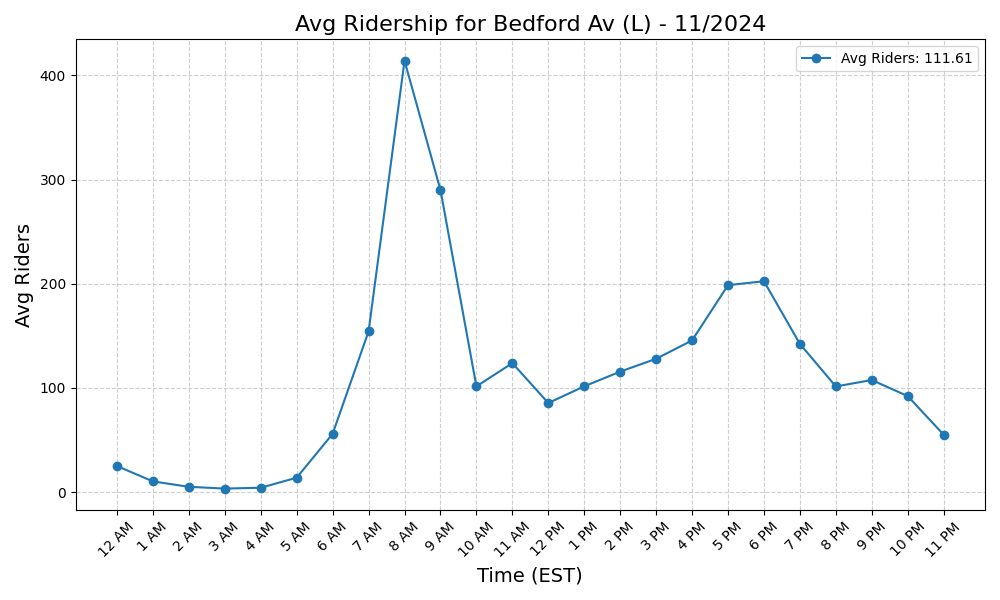 Avg Ridership for Bedford Av (L) - 11/2024
Avg Riders: 111.61
Avg Riders
400
300
200
100
0
12 AM
1 AM
2 AM
3 AM
4 AM
5 AM
6 AM
7 AM
8 AM
9 AM
10 AM
11 AM
12 PM
1 PM
2 PM
3 PM
4 PM
5 PM
6 PM
7 PM
8 PM
9 PM
10 PM
11 PM
Time (EST)